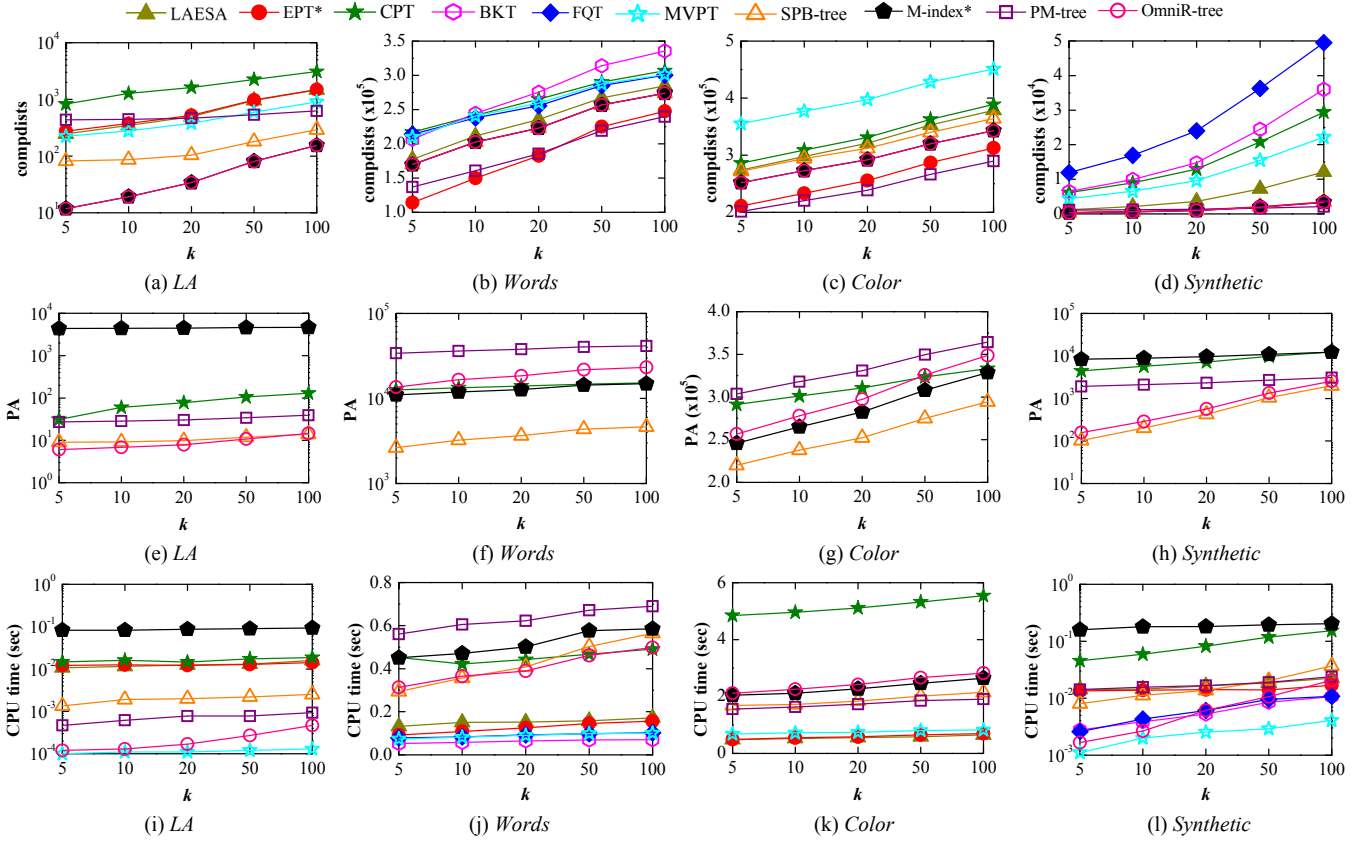 LAESA EPT* CPT BKT FQT MVPT SPB-tree M-index* PM-tree OmniR-tree
compdists
10^4
10^3
10^2
10^1
5 10 20 50 100
k
(a) LA
compdists (x10^5)
3.5
3.0
2.5
2.0
1.5
1.0
5 10 20 50 100
k
(b) Words
compdists (x10^5)
5
4
3
2
5 10 20 50 100
k
(c) Color
compdists (x10^4)
5
4
3
2
1
0
5 10 20 50 100
k
(d) Synthetic
PA
10^4
10^3
10^2
10^1
10^0
5 10 20 50 100
k
(e) LA
PA
10^5
10^4
10^3
5 10 20 50 100
k
(f) Words
PA (x10^5)
4.0
3.5
3.0
2.5
2.0
5 10 20 50 100
k
(g) Color
PA
10^5
10^4
10^3
10^2
10^1
5 10 20 50 100
k
(h) Synthetic
CPU time (sec)
10^0
10^-1
10^-2
10^-3
10^-4
5 10 20 50 100
k
(i) LA
CPU time (sec)
0.8
0.6
0.4
0.2
0.0
5 10 20 50 100
k
(j) Words
CPU time (sec)
6
4
2
0
5 10 20 50 100
k
(k) Color
CPU time (sec)
10^0
10^-1
10^-2
10^-3
5 10 20 50 100
k
(l) Synthetic